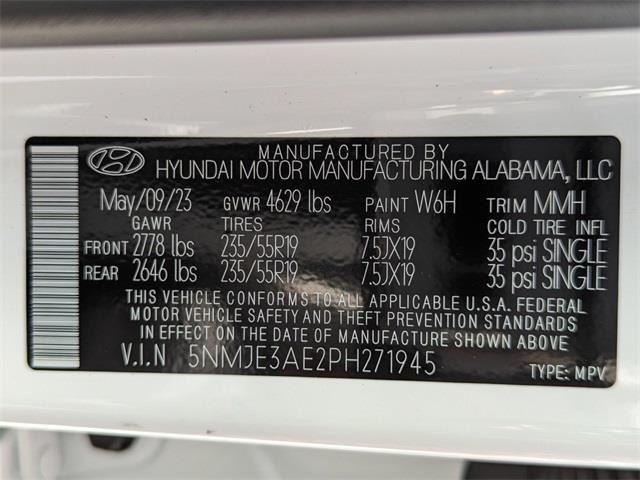 MANUFACTURED BY
HYUNDAI MOTOR MANUFACTURING ALABAMA, LLC
May/09/23 GVWR 4629 lbs PAINT W6H TRIM MMH
GAWR TIRES RIMS COLD TIRE INFL
FRONT 2778 lbs 235/55R19 7.5JX19 35 psi SINGLE
REAR 2646 lbs 235/55R19 7.5JX19 35 psi SINGLE
THIS VEHICLE CONFORMS TO ALL APPLICABLE U.S.A. FEDERAL
MOTOR VEHICLE SAFETY AND THEFT PREVENTION STANDARDS
IN EFFECT ON THE DATE OF MANUFACTURE SHOWN ABOVE
V.I.N 5NMJE3AE2PH271945
TYPE: MPV